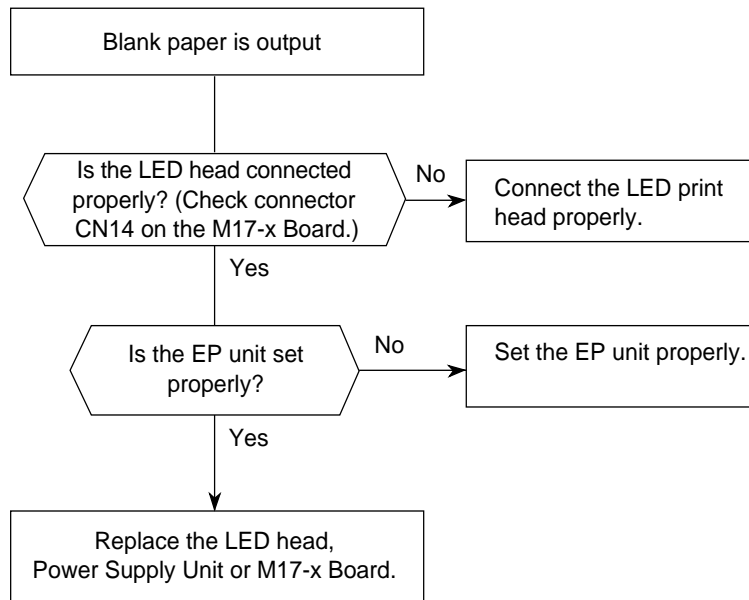 Blank paper is output
Is the LED head connected
properly? (Check connector
CN14 on the M17-x Board.)
No
Connect the LED print
head properly.
Yes
Is the EP unit set
properly?
No
Set the EP unit properly.
Yes
Replace the LED head,
Power Supply Unit or M17-x Board.